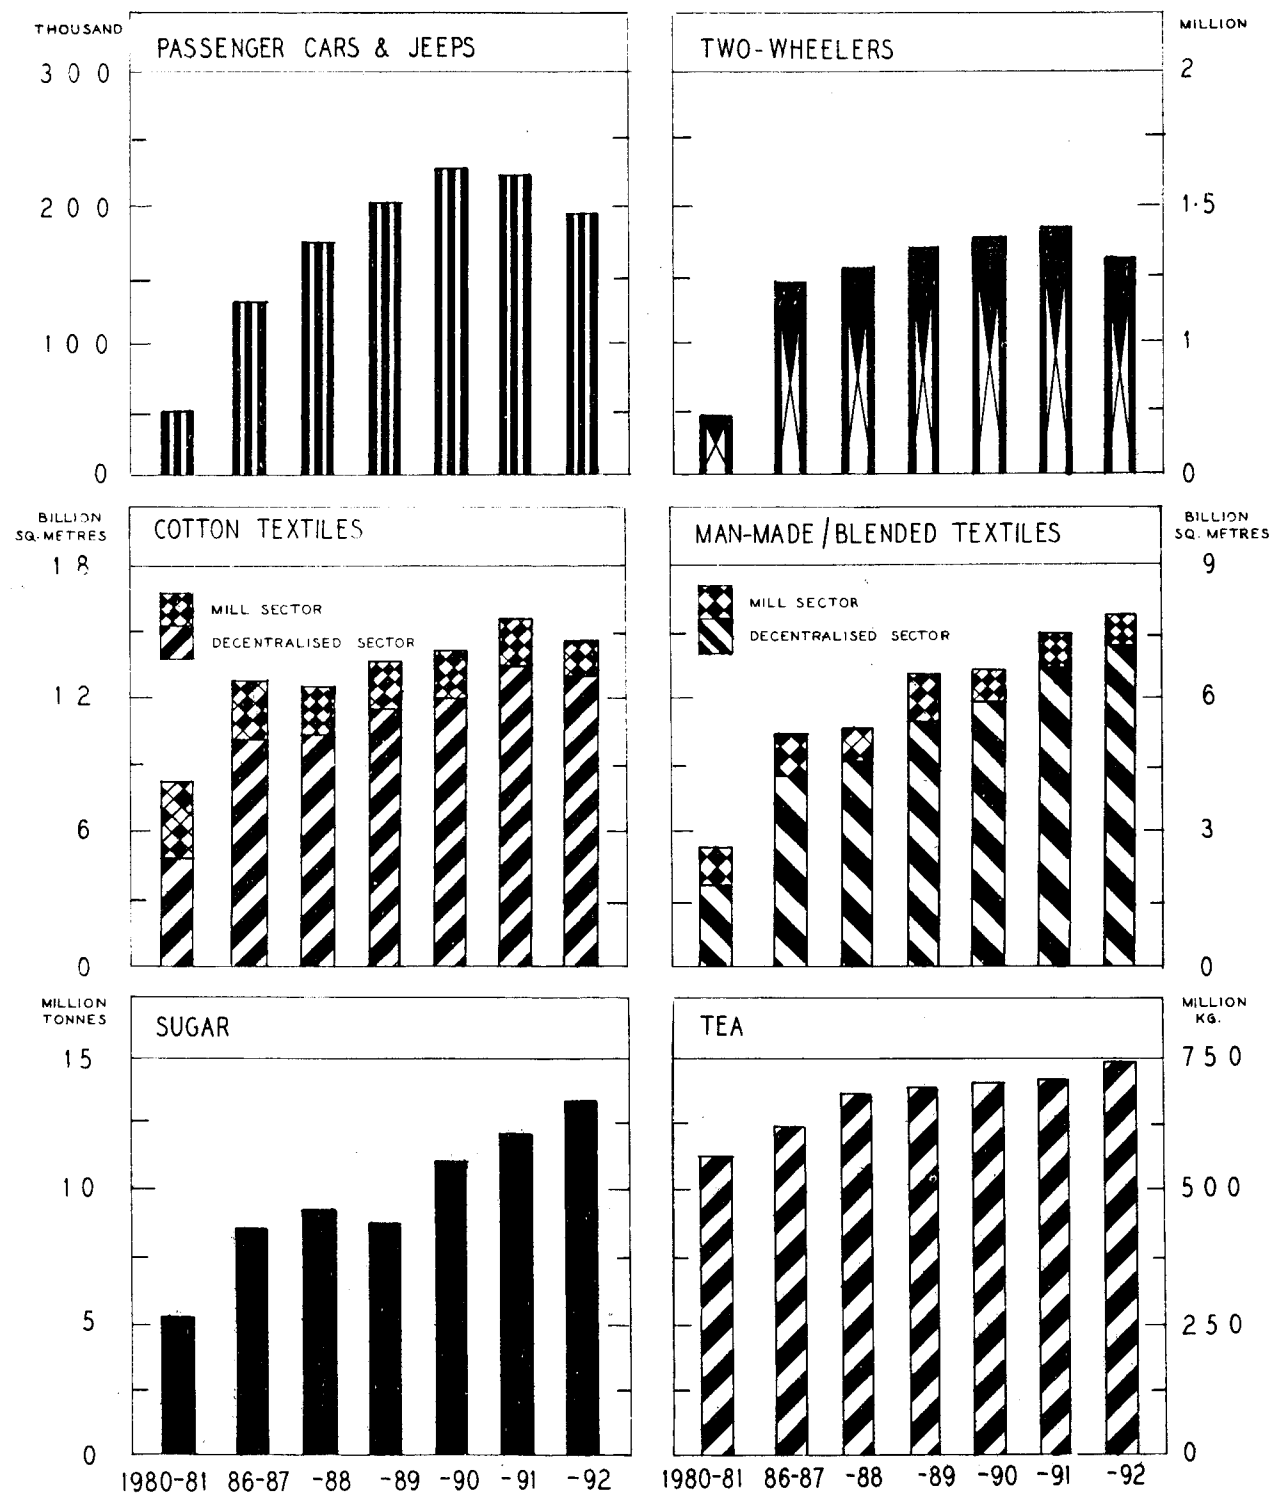 THOUSAND
PASSENGER CARS & JEEPS
300
200
100
0
TWO-WHEELERS
MILLION
2
1·5
1
0
BILLION
SQ. METRES
COTTON TEXTILES
18
MILL SECTOR
DECENTRALISED SECTOR
12
6
0
MAN-MADE/BLENDED TEXTILES
BILLION
SQ. METRES
9
MILL SECTOR
DECENTRALISED SECTOR
6
3
0
MILLION
TONNES
SUGAR
15
10
5
0
1980-81 86-87 -88 -89 -90 -91 -92
TEA
MILLION
KG.
750
500
250
0
1980-81 86-87 -88 -89 -90 -91 -92